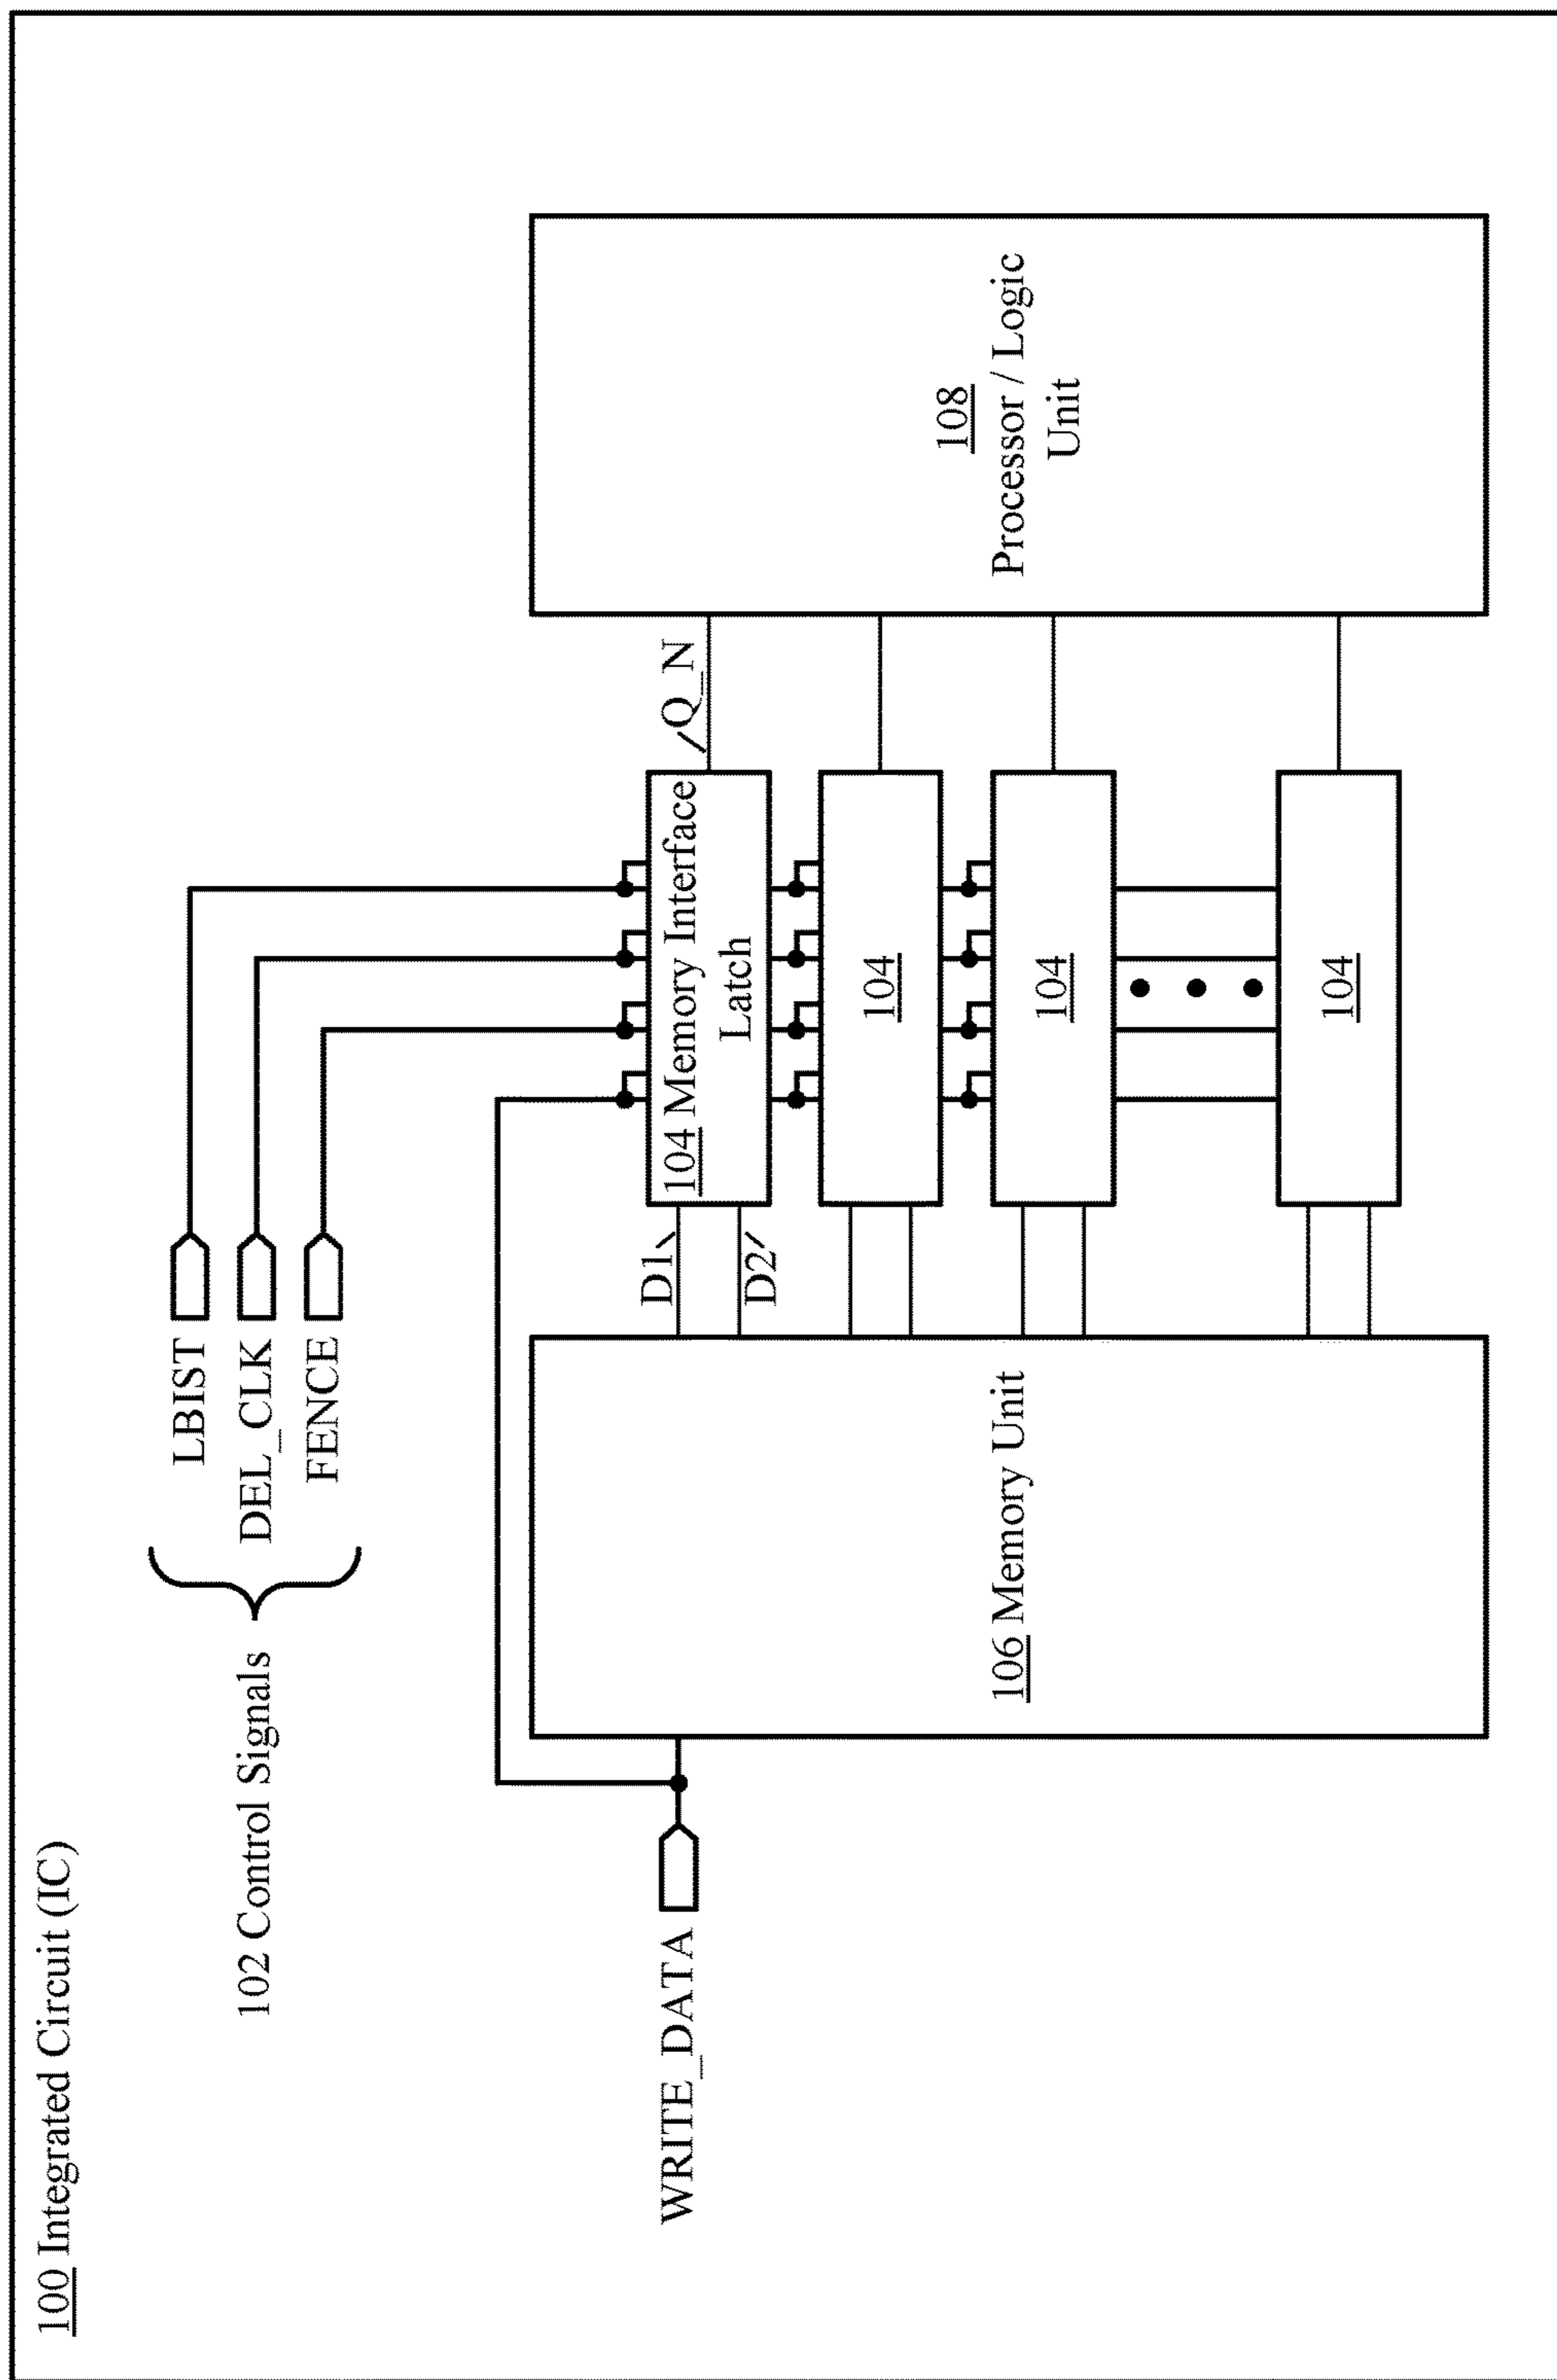 100 Integrated Circuit (IC)
102 Control Signals
LBIST
DEL_CLK
FENCE
WRITE_DATA
106 Memory Unit
D1
D2
104 Memory Interface
Latch
104
104
104
Q_N
108
Processor / Logic
Unit